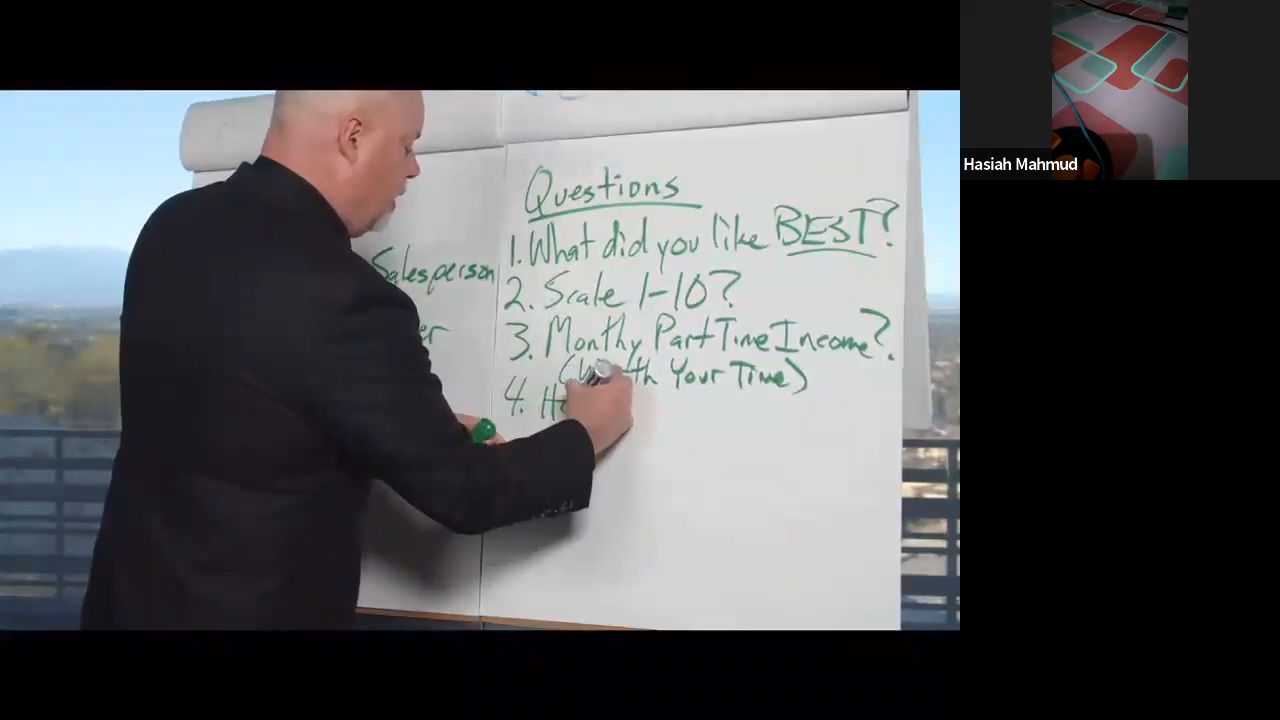 Questions
1. What did you like BEST?
2. Scale 1-10?
3. Monthy Part Time Income?
Your Time)
4.
Salesperson
Hasiah Mahmud